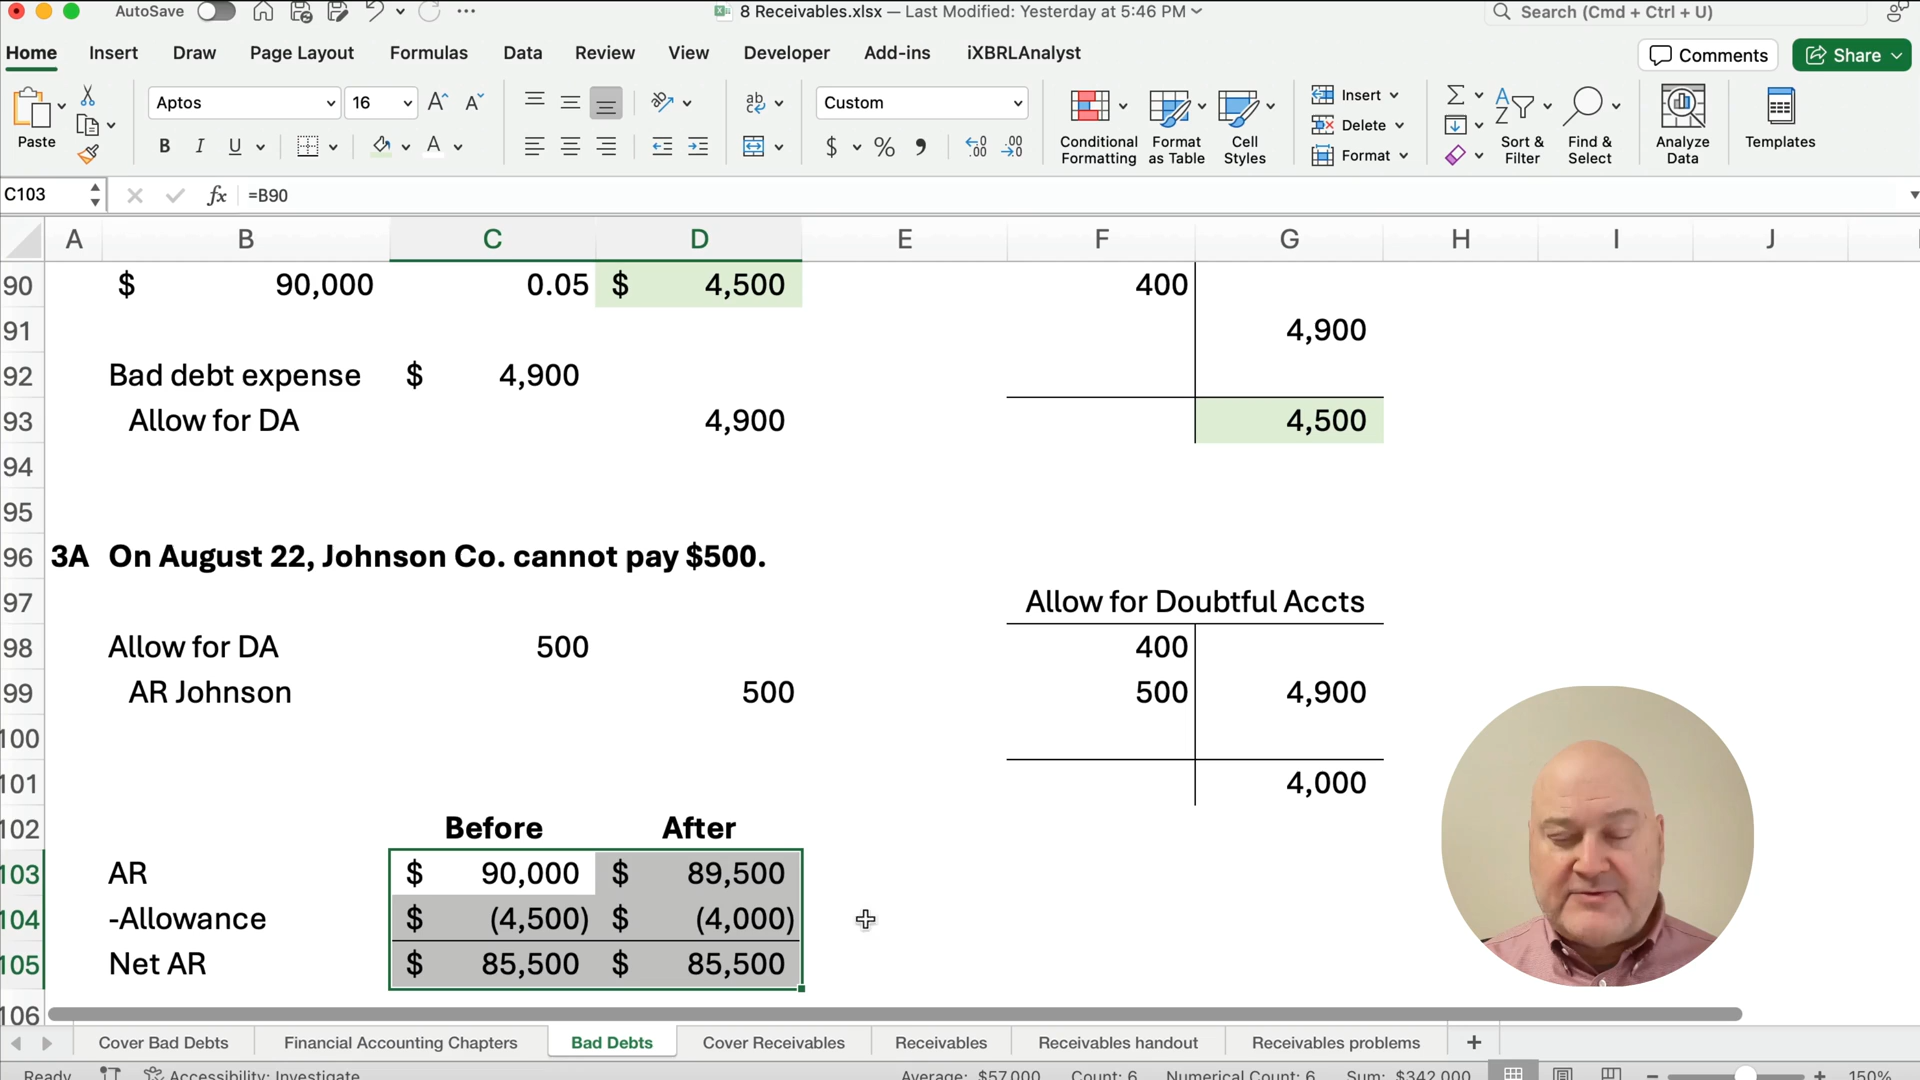 AutoSave
8 Receivables.xlsx — Last Modified: Yesterday at 5:46 PM
Search (Cmd + Ctrl + U)
Home Insert Draw Page Layout Formulas Data Review View Developer Add-ins iXBRLAnalyst
Comments Share
Paste
Aptos 16
B I U A
ab
Custom
$ % 9
Conditional Formatting
Format as Table
Cell Styles
Insert
Delete
Format
Sort & Filter
Find & Select
Analyze Data
Templates
C103 fx =B90
A B C D E F G H I J
90 $ 90,000 0.05 $ 4,500 400
91 4,900
92 Bad debt expense $ 4,900
93 Allow for DA 4,900 4,500
94
95
96 3A On August 22, Johnson Co. cannot pay $500.
97 Allow for Doubtful Accts
98 Allow for DA 500 400
99 AR Johnson 500 500 4,900
100
101 4,000
102 Before After
103 AR $ 90,000 $ 89,500
104 -Allowance $ (4,500) $ (4,000)
105 Net AR $ 85,500 $ 85,500
106
Cover Bad Debts Financial Accounting Chapters Bad Debts Cover Receivables Receivables Receivables handout Receivables problems +
Ready Accessibility: Investigate Average: $57,000 Count: 6 Numerical Count: 6 Sum: $342,000 150%